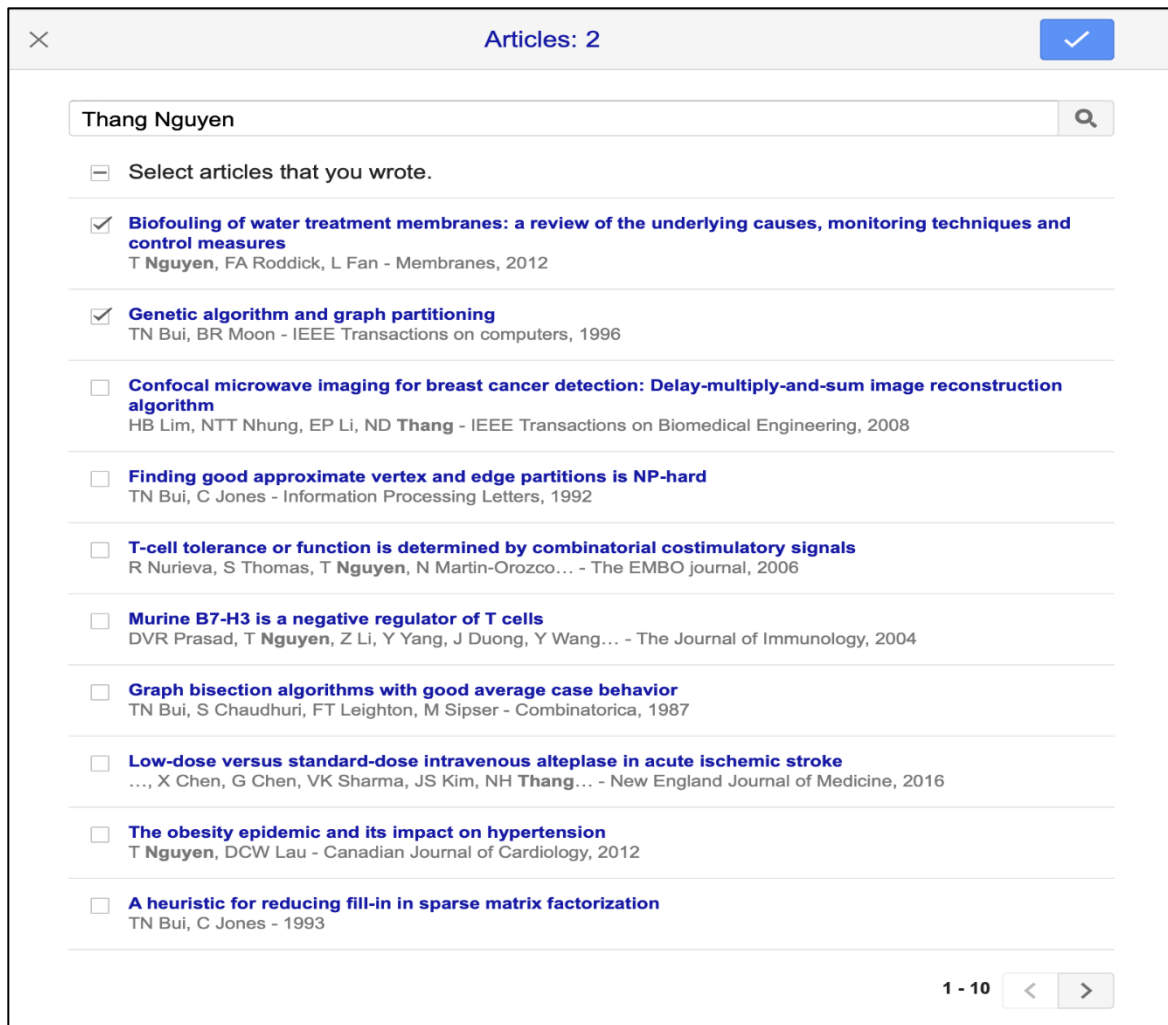 Articles: 2
Thang Nguyen
Select articles that you wrote.
Biofouling of water treatment membranes: a review of the underlying causes, monitoring techniques and
control measures
T Nguyen, FA Roddick, L Fan - Membranes, 2012
Genetic algorithm and graph partitioning
TN Bui, BR Moon - IEEE Transactions on computers, 1996
Confocal microwave imaging for breast cancer detection: Delay-multiply-and-sum image reconstruction
algorithm
HB Lim, NTT Nhung, EP Li, ND Thang - IEEE Transactions on Biomedical Engineering, 2008
Finding good approximate vertex and edge partitions is NP-hard
TN Bui, C Jones - Information Processing Letters, 1992
T-cell tolerance or function is determined by combinatorial costimulatory signals
R Nurieva, S Thomas, T Nguyen, N Martin-Orozco... - The EMBO journal, 2006
Murine B7-H3 is a negative regulator of T cells
DVR Prasad, T Nguyen, Z Li, Y Yang, J Duong, Y Wang... - The Journal of Immunology, 2004
Graph bisection algorithms with good average case behavior
TN Bui, S Chaudhuri, FT Leighton, M Sipser - Combinatorica, 1987
Low-dose versus standard-dose intravenous alteplase in acute ischemic stroke
..., X Chen, G Chen, VK Sharma, JS Kim, NH Thang... - New England Journal of Medicine, 2016
The obesity epidemic and its impact on hypertension
T Nguyen, DCW Lau - Canadian Journal of Cardiology, 2012
A heuristic for reducing fill-in in sparse matrix factorization
TN Bui, C Jones - 1993
1 - 10